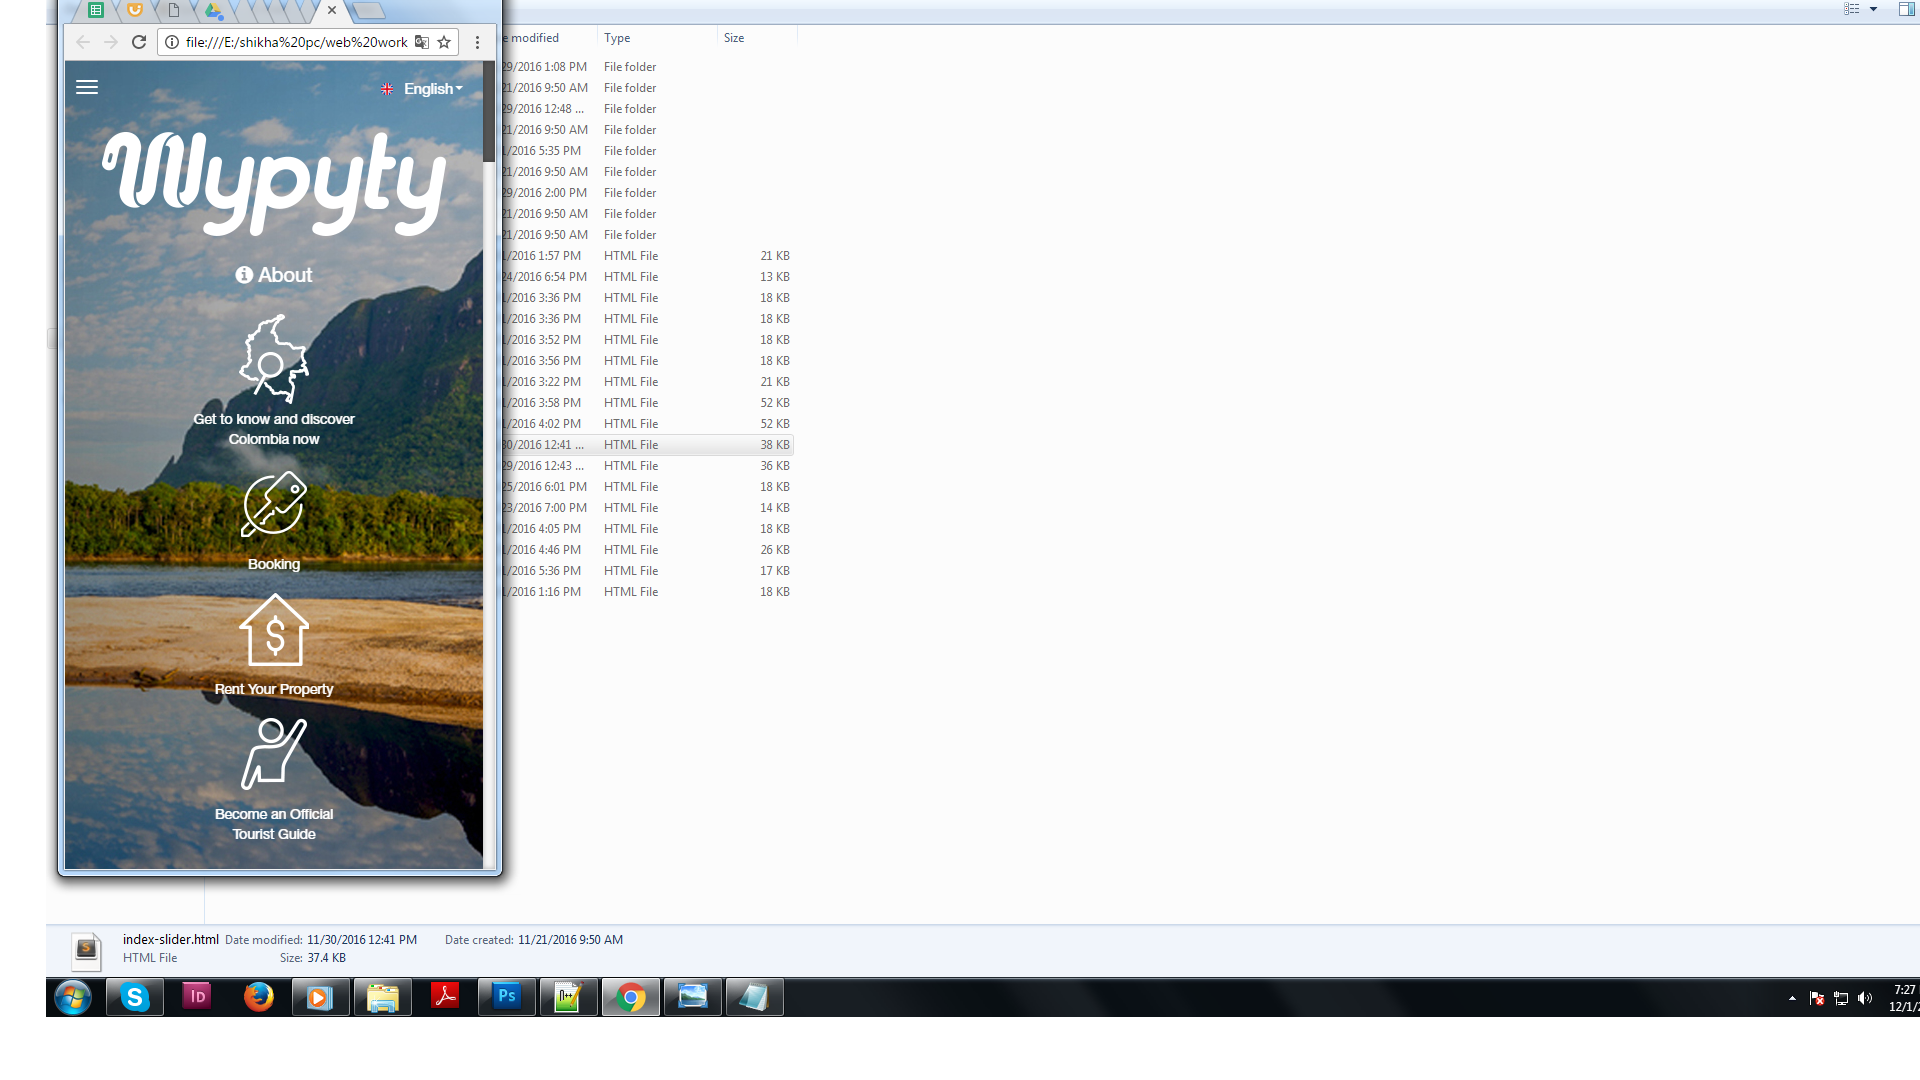 file:///E:/shikha%20pc/web%20work
English
Wypyty
About
Get to know and discover
Colombia now
Booking
$
Rent Your Property
Become an Official
Tourist Guide
e modified Type Size
29/2016 1:08 PM File folder
21/2016 9:50 AM File folder
29/2016 12:48 ... File folder
21/2016 9:50 AM File folder
1/2016 5:35 PM File folder
21/2016 9:50 AM File folder
29/2016 2:00 PM File folder
21/2016 9:50 AM File folder
21/2016 9:50 AM File folder
1/2016 1:57 PM HTML File 21 KB
24/2016 6:54 PM HTML File 13 KB
1/2016 3:36 PM HTML File 18 KB
1/2016 3:36 PM HTML File 18 KB
1/2016 3:52 PM HTML File 18 KB
1/2016 3:56 PM HTML File 18 KB
1/2016 3:22 PM HTML File 21 KB
1/2016 3:58 PM HTML File 52 KB
1/2016 4:02 PM HTML File 52 KB
30/2016 12:41 ... HTML File 38 KB
29/2016 12:43 ... HTML File 36 KB
25/2016 6:01 PM HTML File 18 KB
23/2016 7:00 PM HTML File 14 KB
1/2016 4:05 PM HTML File 18 KB
1/2016 4:46 PM HTML File 26 KB
1/2016 5:36 PM HTML File 17 KB
1/2016 1:16 PM HTML File 18 KB
index-slider.html Date modified: 11/30/2016 12:41 PM Date created: 11/21/2016 9:50 AM
HTML File Size: 37.4 KB
S Id Ps
7:27
12/1/2